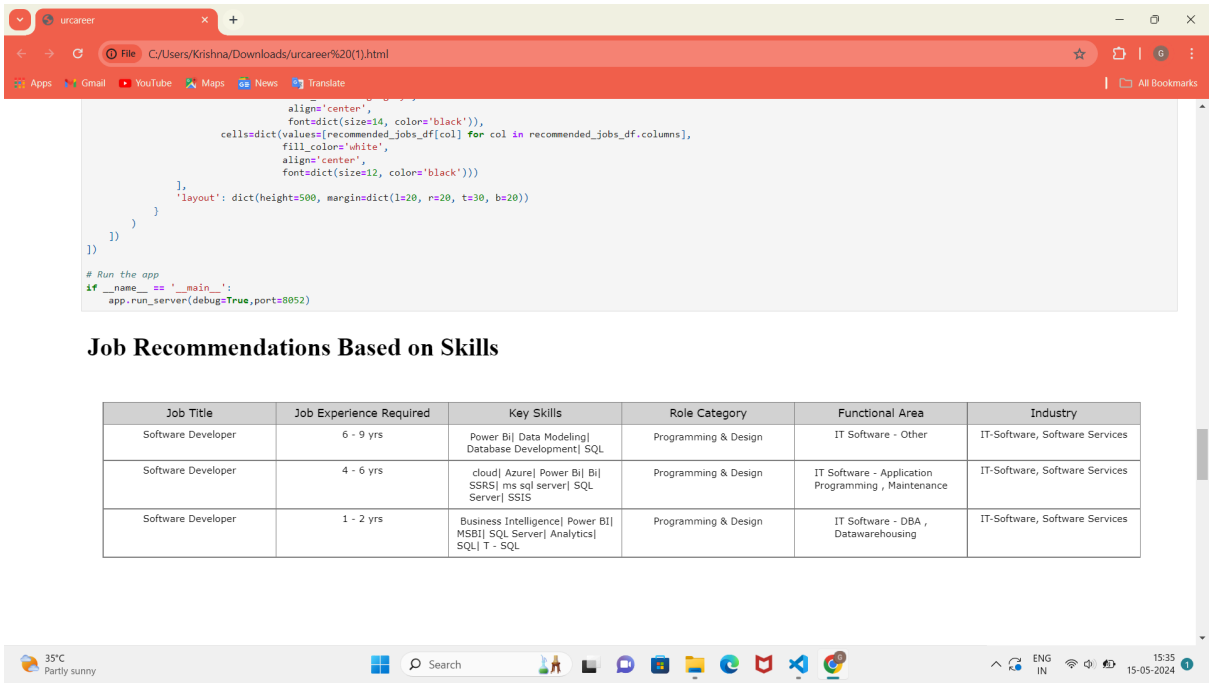 urcareer
File C:/Users/Krishna/Downloads/urcareer%20(1).html G
Apps Gmail YouTube Maps News Translate All Bookmarks
align='center',
font=dict(size=14, color='black')),
cells=dict(values=[recommended_jobs_df[col] for col in recommended_jobs_df.columns],
fill_color='white',
align='center',
font=dict(size=12, color='black')))
],
'layout': dict(height=500, margin=dict(l=20, r=20, t=30, b=20))
}
)
])
])
# Run the app
if __name__ == '__main__':
app.run_server(debug=True,port=8052)
Job Recommendations Based on Skills
Job Title Job Experience Required Key Skills Role Category Functional Area Industry
Software Developer 6 - 9 yrs Power Bi| Data Modeling| Programming & Design IT Software - Other IT-Software, Software Services
Database Development| SQL
Software Developer 4 - 6 yrs cloud| Azure| Power Bi| Bi| Programming & Design IT Software - Application IT-Software, Software Services
SSRS| ms sql server| SQL Programming , Maintenance
Server| SSIS
Software Developer 1 - 2 yrs Business Intelligence| Power BI| Programming & Design IT Software - DBA , IT-Software, Software Services
MSBI| SQL Server| Analytics| Datawarehousing
SQL| T - SQL
35°C
Partly sunny
Search
ENG
IN
15:35
15-05-2024
1